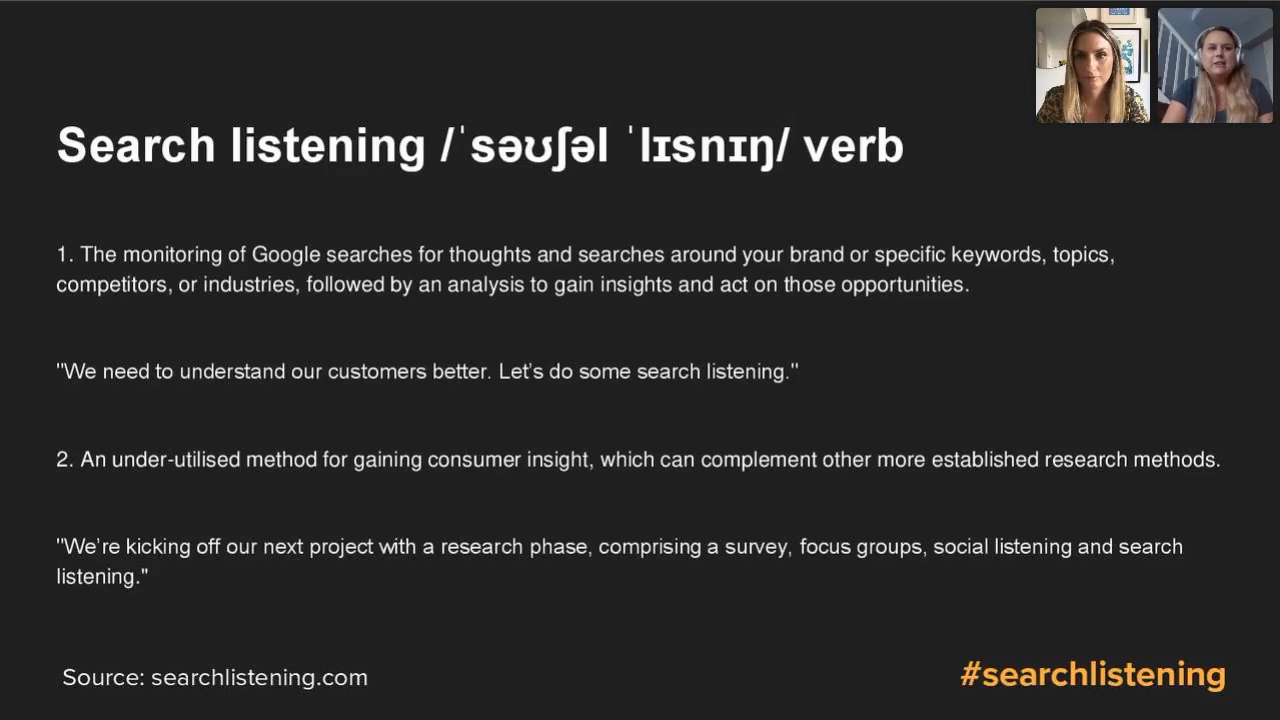 Search listening /ˈsəʊʃəl ˈlɪsnɪŋ/ verb
1. The monitoring of Google searches for thoughts and searches around your brand or specific keywords, topics,
competitors, or industries, followed by an analysis to gain insights and act on those opportunities.
"We need to understand our customers better. Let's do some search listening."
2. An under-utilised method for gaining consumer insight, which can complement other more established research methods.
"We're kicking off our next project with a research phase, comprising a survey, focus groups, social listening and search
listening."
Source: searchlistening.com
#searchlistening